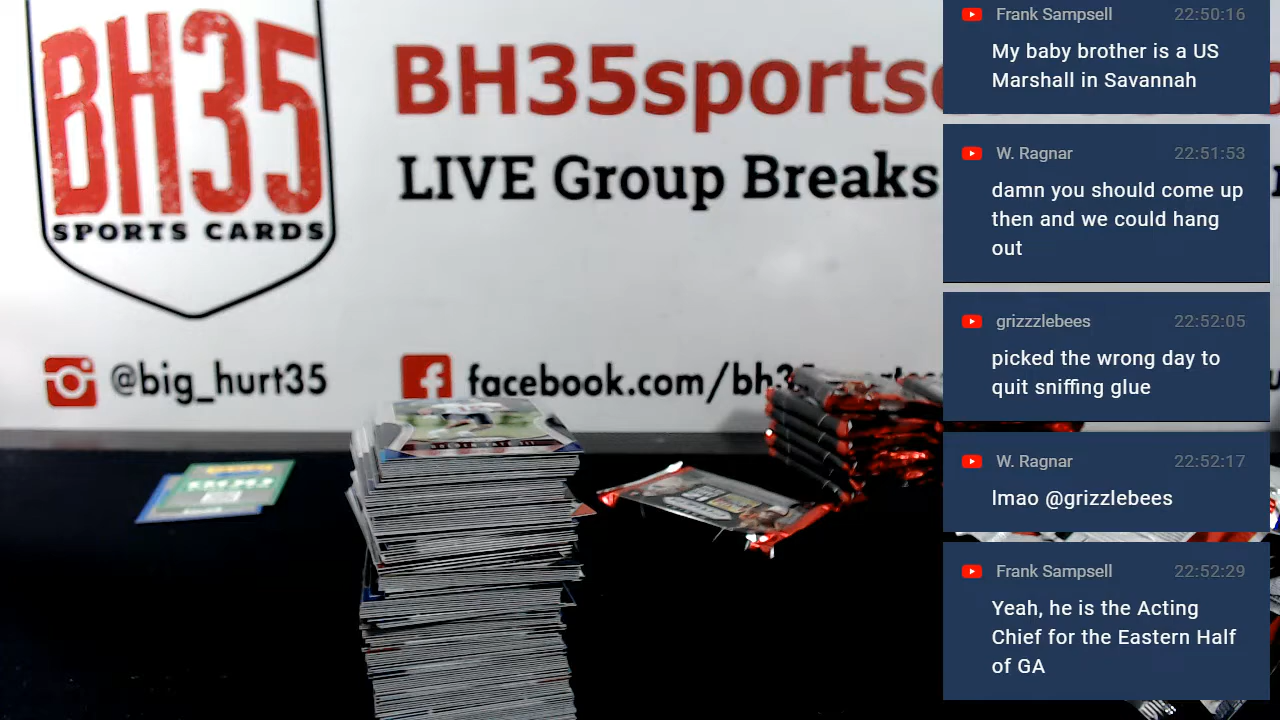 BH35
SPORTS CARDS
BH35sports
LIVE Group Breaks
@big_hurt35
facebook.com/bh35
Frank Sampsell 22:50:16
My baby brother is a US
Marshall in Savannah
W. Ragnar 22:51:53
damn you should come up
then and we could hang
out
grizzzlebees 22:52:05
picked the wrong day to
quit sniffing glue
W. Ragnar 22:52:17
lmao @grizzlebees
Frank Sampsell 22:52:29
Yeah, he is the Acting
Chief for the Eastern Half
of GA